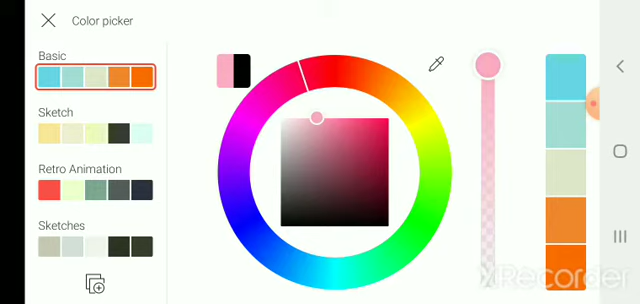 Color picker
Basic
Sketch
Retro Animation
Sketches
XRecorder